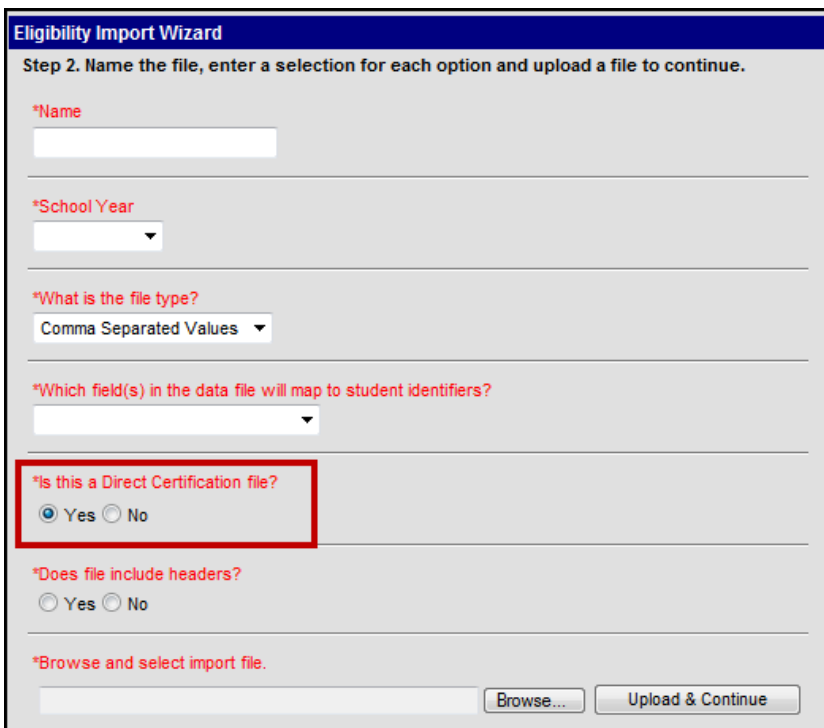 Eligibility Import Wizard
Step 2. Name the file, enter a selection for each option and upload a file to continue.
*Name
*School Year
*What is the file type?
Comma Separated Values
*Which field(s) in the data file will map to student identifiers?
*Is this a Direct Certification file?
Yes No
*Does file include headers?
Yes No
*Browse and select import file.
Browse... Upload & Continue